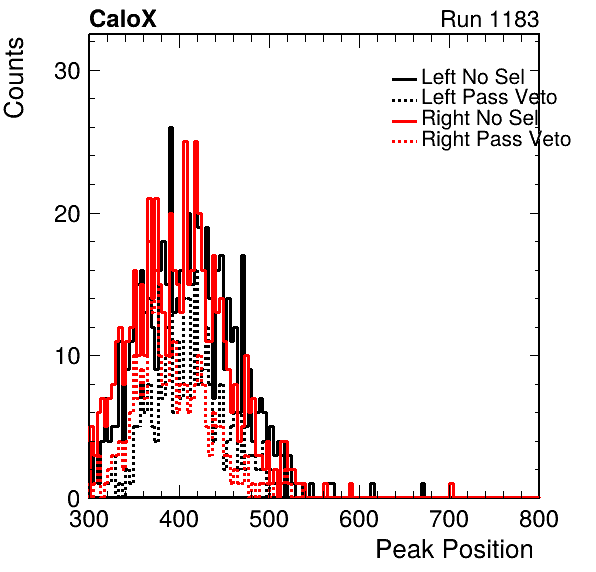 CaloX Run 1183
Counts
30
20
10
0
Left No Sel
Left Pass Veto
Right No Sel
Right Pass Veto
300 400 500 600 700 800
Peak Position